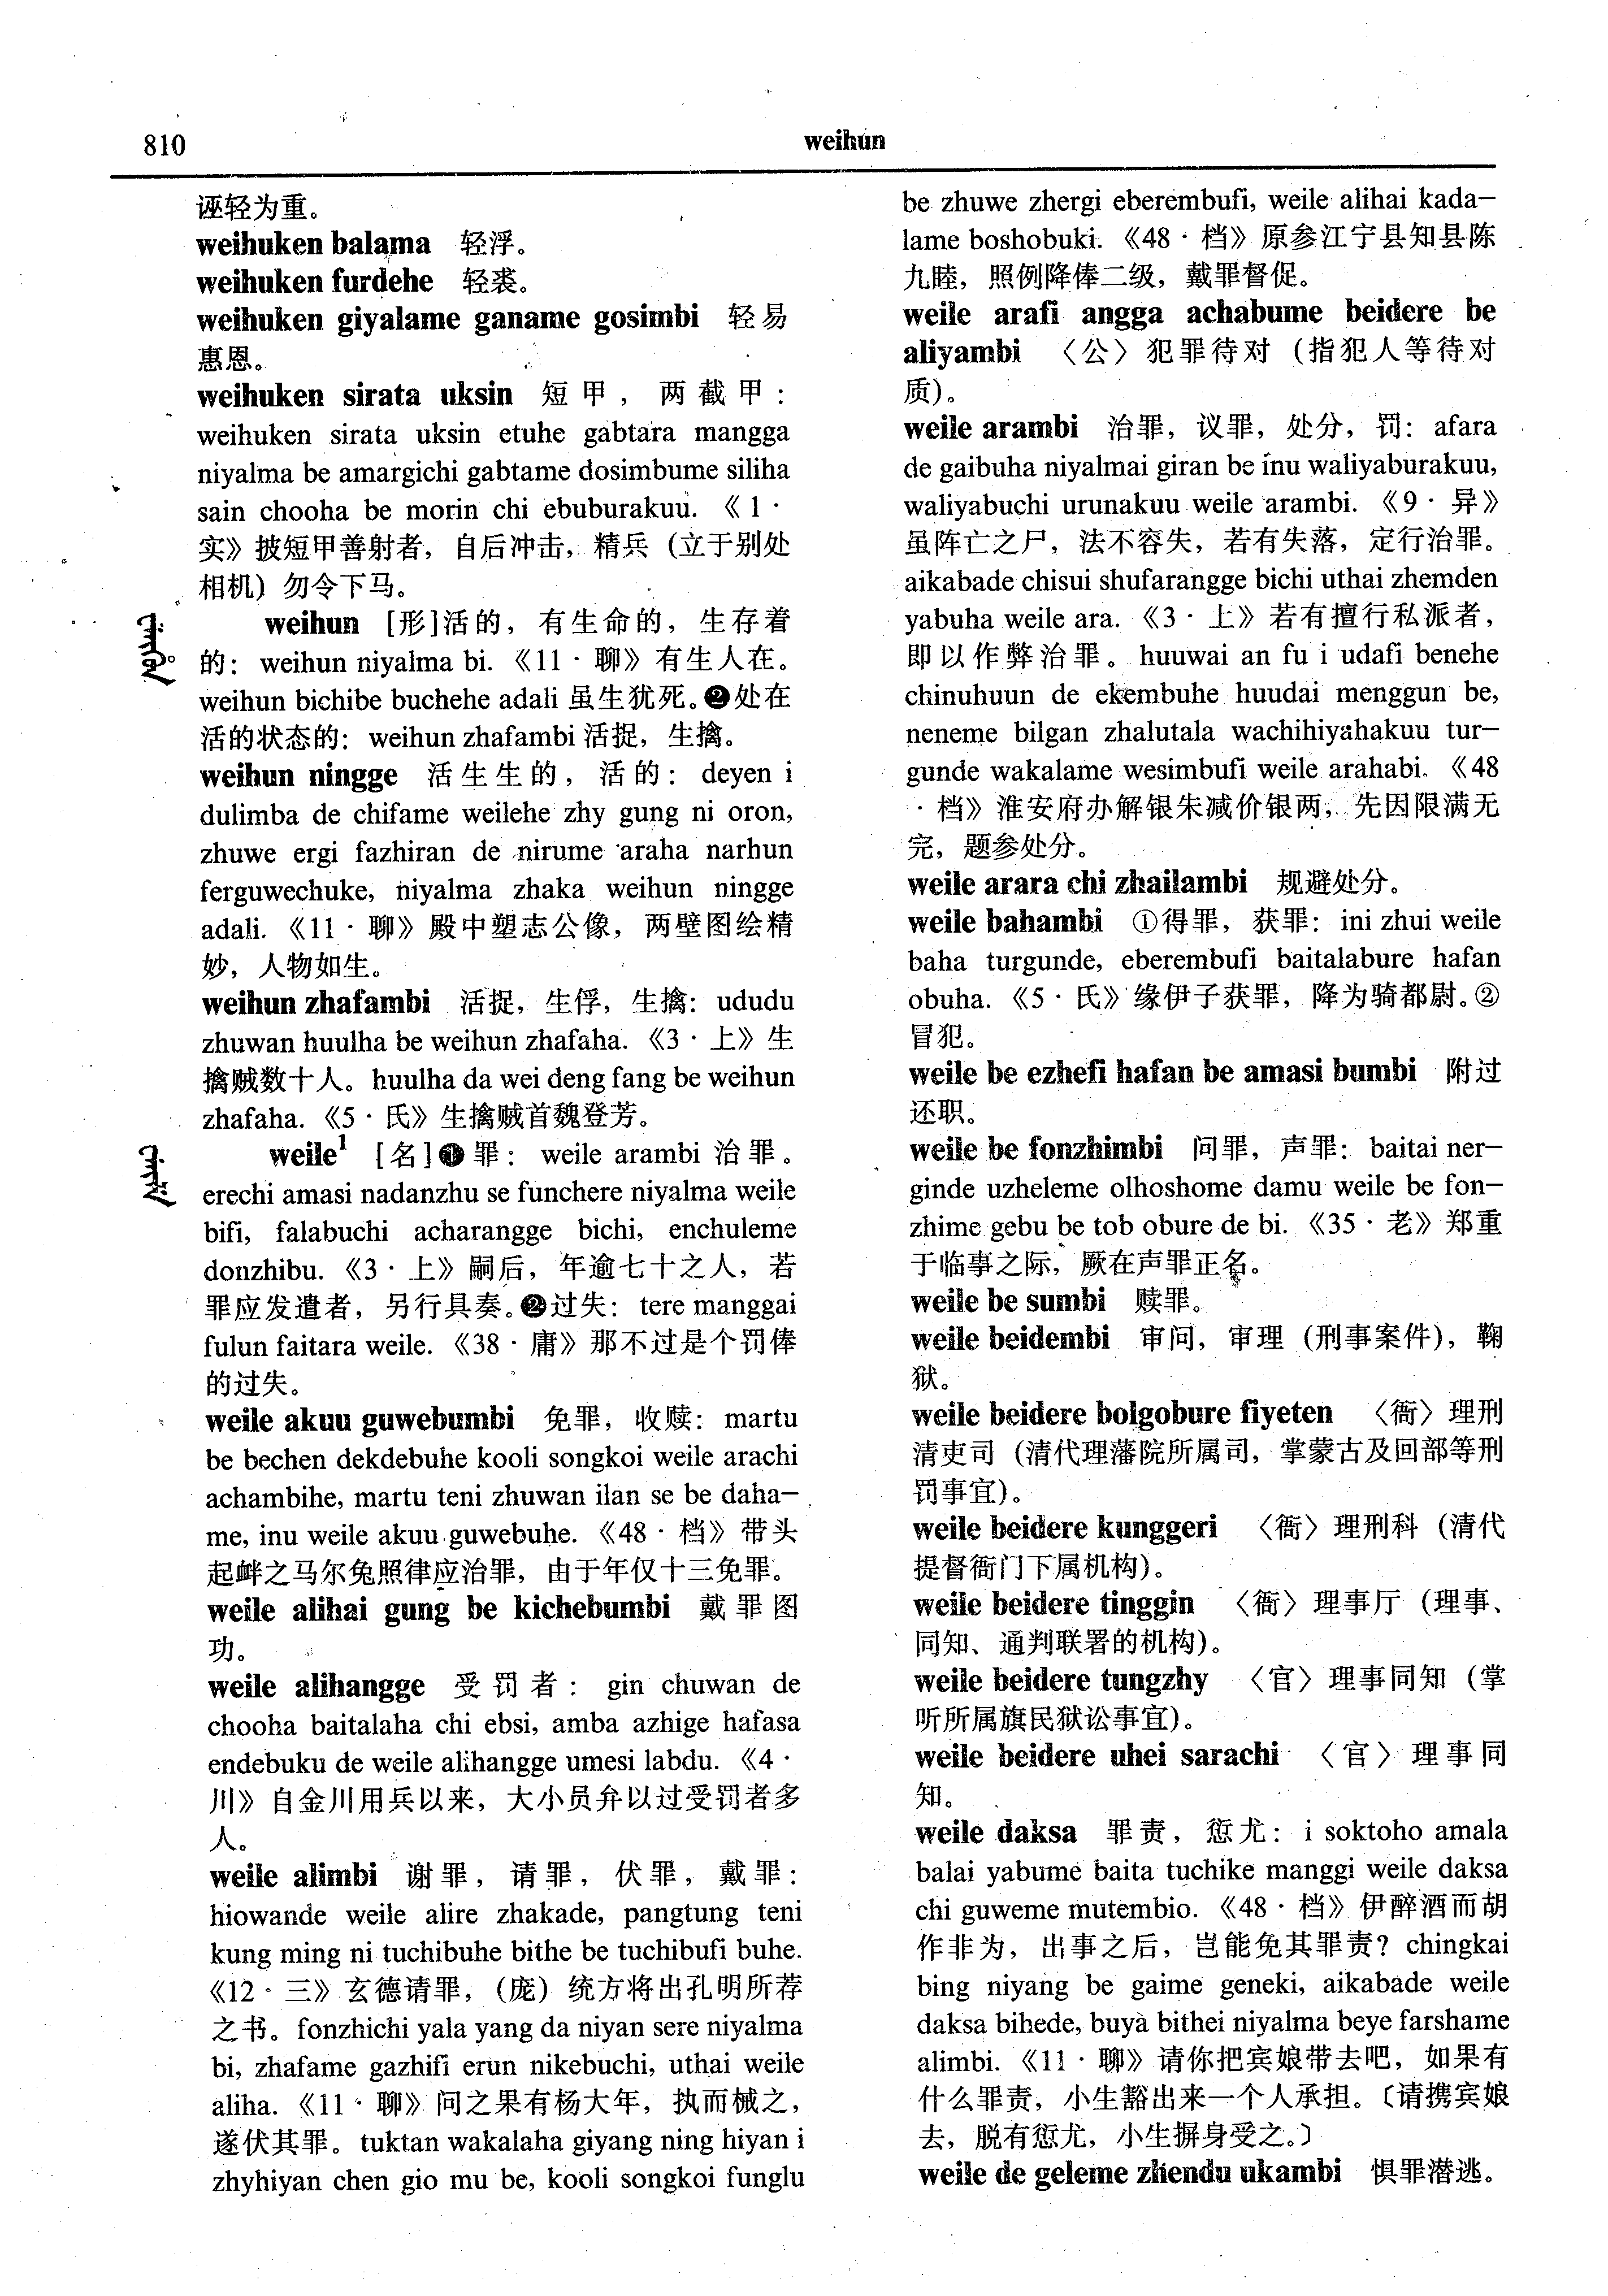 810
weihun
诬轻为重。
weihuken balama 轻浮。
weihuken furdehe 轻裘。
weihuken giyalame ganame gosimbi 轻易
惠恩。
weihuken sirata uksin 短甲，两截甲：
weihuken sirata uksin etuhe gabtara mangga
niyalma be amargichi gabtame dosimbume siliha
sain chooha be morin chi ebuburakuu. 《1·
实》披短甲善射者，自后冲击，精兵（立于别处
相机）勿令下马。
weihun [形]活的，有生命的，生存着
的：weihun niyalma bi. 《11·聊》有生人在。
weihun bichibe buchehe adali 虽生犹死。❷处在
活的状态的：weihun zhafambi 活捉，生擒。
weihun ningge 活生生的，活的：deyen i
dulimba de chifame weilehe zhy gung ni oron,
zhuwe ergi fazhiran de nirume araha narhun
ferguwechuke, niyalma zhaka weihun ningge
adali. 《11·聊》殿中塑志公像，两壁图绘精
妙，人物如生。
weihun zhafambi 活捉，生俘，生擒：ududu
zhuwan huulha be weihun zhafaha. 《3·上》生
擒贼数十人。huulha da wei deng fang be weihun
zhafaha. 《5·氏》生擒贼首魏登芳。
weile¹ [名]❶罪：weile arambi 治罪。
erechi amasi nadanzhu se funchere niyalma weile
bifi, falabuchi acharangge bichi, enchuleme
donzhibu. 《3·上》嗣后，年逾七十之人，若
罪应发遣者，另行具奏。❷过失：tere manggai
fulun faitara weile. 《38·庸》那不过是个罚俸
的过失。
weile akuu guwebumbi 免罪，收赎：martu
be bechen dekdebuhe kooli songkoi weile arachi
achambihe, martu teni zhuwan ilan se be daha—
me, inu weile akuu guwebuhe. 《48·档》带头
起衅之马尔兔照律应治罪，由于年仅十三免罪。
weile alihai gung be kichebumbi 戴罪图
功。
weile alihangge 受罚者：gin chuwan de
chooha baitalaha chi ebsi, amba azhige hafasa
endebuku de weile alihangge umesi labdu. 《4·
川》自金川用兵以来，大小员弁以过受罚者多
人。
weile alimbi 谢罪，请罪，伏罪，戴罪：
hiowande weile alire zhakade, pangtung teni
kung ming ni tuchibuhe bithe be tuchibufi buhe.
《12·三》玄德请罪，（庞）统方将出孔明所荐
之书。fonzhichi yala yang da niyan sere niyalma
bi, zhafame gazhifi erun nikebuchi, uthai weile
aliha. 《11·聊》问之果有杨大年，执而械之，
遂伏其罪。tuktan wakalaha giyang ning hiyan i
zhyhiyan chen gio mu be, kooli songkoi funglu
be zhuwe zhergi eberembufi, weile alihai kada—
lame boshobuki. 《48·档》原参江宁县知县陈
九睦，照例降俸二级，戴罪督促。
weile arafi angga achabume beidere be
aliyambi 〈公〉犯罪待对（指犯人等待对
质）。
weile arambi 治罪，议罪，处分，罚：afara
de gaibuha niyalmai giran be inu waliyaburakuu,
waliyabuchi urunakuu weile arambi. 《9·异》
虽阵亡之尸，法不容失，若有失落，定行治罪。
aikabade chisui shufarangge bichi uthai zhemden
yabuha weile ara. 《3·上》若有擅行私派者，
即以作弊治罪。huuwai an fu i udafi benehe
chinuhuun de ekembuhe huudai menggun be,
neneme bilgan zhalutala wachihiyahakuu tur—
gunde wakalame wesimbufi weile arahabi. 《48
·档》淮安府办解银朱减价银两，先因限满无
完，题参处分。
weile arara chi zhailambi 规避处分。
weile bahambi ①得罪，获罪：ini zhui weile
baha turgunde, eberembufi baitalabure hafan
obuha. 《5·氏》缘伊子获罪，降为骑都尉。②
冒犯。
weile be ezhefi hafan be amasi bumbi 附过
还职。
weile be fonzhimbi 问罪，声罪：baitai ner—
ginde uzheleme olhoshome damu weile be fon—
zhime gebu be tob obure de bi. 《35·老》郑重
于临事之际，厥在声罪正名。
weile be sumbi 赎罪。
weile beidembi 审问，审理（刑事案件），鞫
狱。
weile beidere bolgobure fiyeten 〈衙〉理刑
清吏司（清代理藩院所属司，掌蒙古及回部等刑
罚事宜）。
weile beidere kunggeri 〈衙〉理刑科（清代
提督衙门下属机构）。
weile beidere tinggin 〈衙〉理事厅（理事、
同知、通判联署的机构）。
weile beidere tungzhy 〈官〉理事同知（掌
听所属旗民狱讼事宜）。
weile beidere uhei sarachi 〈官〉理事同
知。
weile daksa 罪责，愆尤：i soktoho amala
balai yabume baita tuchike manggi weile daksa
chi guweme mutembio. 《48·档》伊醉酒而胡
作非为，出事之后，岂能免其罪责？chingkai
bing niyang be gaime geneki, aikabade weile
daksa bihede, buya bithei niyalma beye farshame
alimbi. 《11·聊》请你把宾娘带去吧，如果有
什么罪责，小生豁出来一个人承担。〔请携宾娘
去，脱有愆尤，小生摒身受之。〕
weile de geleme zhendu ukambi 惧罪潜逃。